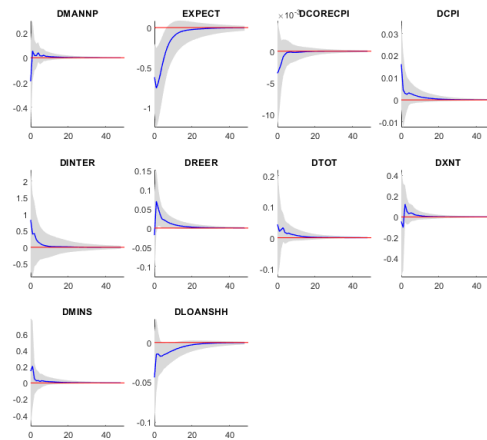 DMANNP EXPECT DCORECPI DCPI
0.2 0 -0.2 -0.4 0 20 40
0 -0.5 -1 0 20 40
×10⁻³ 5 0 -5 -10 0 20 40
0.03 0.02 0.01 0 -0.01 0 20 40
DINTER DREER DTOT DXNT
2 1.5 1 0.5 0 -0.5 0 20 40
0.15 0.1 0.05 0 -0.05 -0.1 0 20 40
0.2 0.1 0 -0.1 0 20 40
0.4 0.2 0 -0.2 -0.4 0 20 40
DMINS DLOANSHH
0.6 0.4 0.2 0 -0.2 -0.4 0 20 40
0 -0.05 -0.1 0 20 40